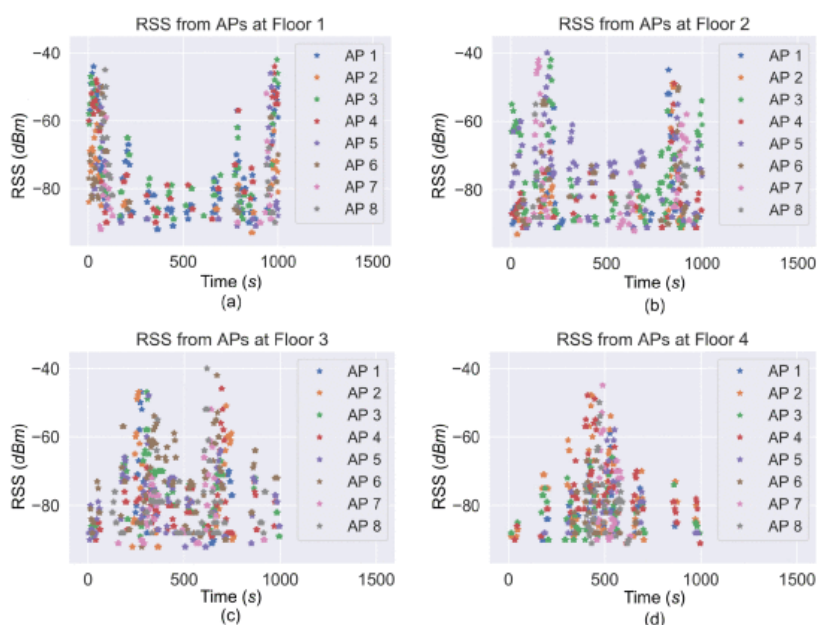 RSS from APs at Floor 1
RSS (dBm)
−40
−60
−80
0
500
1000
1500
Time (s)
AP 1
AP 2
AP 3
AP 4
AP 5
AP 6
AP 7
AP 8
(a)
RSS from APs at Floor 2
RSS (dBm)
−40
−60
−80
0
500
1000
1500
Time (s)
AP 1
AP 2
AP 3
AP 4
AP 5
AP 6
AP 7
AP 8
(b)
RSS from APs at Floor 3
RSS (dBm)
−40
−60
−80
0
500
1000
1500
Time (s)
AP 1
AP 2
AP 3
AP 4
AP 5
AP 6
AP 7
AP 8
(c)
RSS from APs at Floor 4
RSS (dBm)
−40
−60
−80
0
500
1000
1500
Time (s)
AP 1
AP 2
AP 3
AP 4
AP 5
AP 6
AP 7
AP 8
(d)